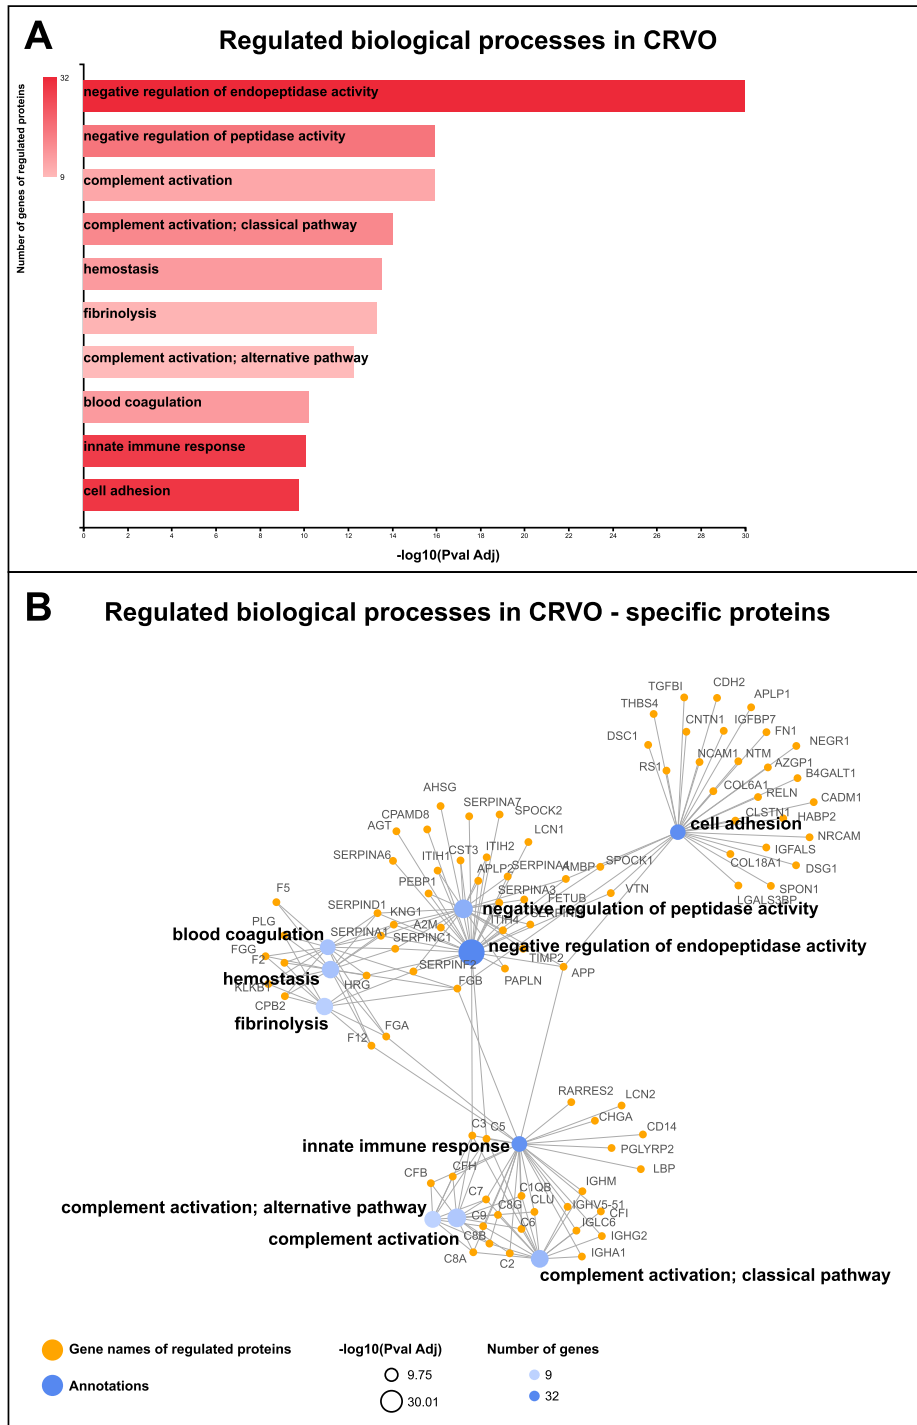 A
Regulated biological processes in CRVO
Number of genes of regulated proteins
32
9
negative regulation of endopeptidase activity
negative regulation of peptidase activity
complement activation
complement activation; classical pathway
hemostasis
fibrinolysis
complement activation; alternative pathway
blood coagulation
innate immune response
cell adhesion
0 2 4 6 8 10 12 14 16 18 20 22 24 26 28 30
-log10(Pval Adj)
B
Regulated biological processes in CRVO - specific proteins
TGFBI
CDH2
APLP1
THBS4
CNTN1
IGFBP7
FN1
DSC1
NEGR1
NCAM1
NTM
AZGP1
RS1
B4GALT1
COL6A1
RELN
CADM1
CLSTN1
HABP2
cell adhesion
NRCAM
IGFALS
COL18A1
DSG1
SPON1
LGALS3BP
AHSG
SERPINA7
SPOCK2
CPAMD8
AGT
LCN1
SERPINA6
ITIH1
CST3
ITIH2
APLP2
SERPINA4
AMBP
SPOCK1
PEBP1
SERPINA3
FETUB
VTN
F5
SERPIND1
KNG1
negative regulation of peptidase activity
PLG
A2M
ITIH4
blood coagulation
SERPINA1
SERPINC1
negative regulation of endopeptidase activity
FGG
F2
TIMP2
hemostasis
SERPINF2
APP
KLKB1
HRG
FGB
PAPLN
CPB2
fibrinolysis
FGA
F12
RARRES2
LCN2
CHGA
C3
C5
CD14
innate immune response
PGLYRP2
LBP
CFB
CFH
IGHM
C7
C1QB
complement activation; alternative pathway
C8G
CLU
IGHV5-51
CFI
C9
C6
IGLC6
complement activation
C8B
IGHG2
C8A
C2
IGHA1
complement activation; classical pathway
Gene names of regulated proteins
-log10(Pval Adj)
Number of genes
9.75
9
Annotations
30.01
32